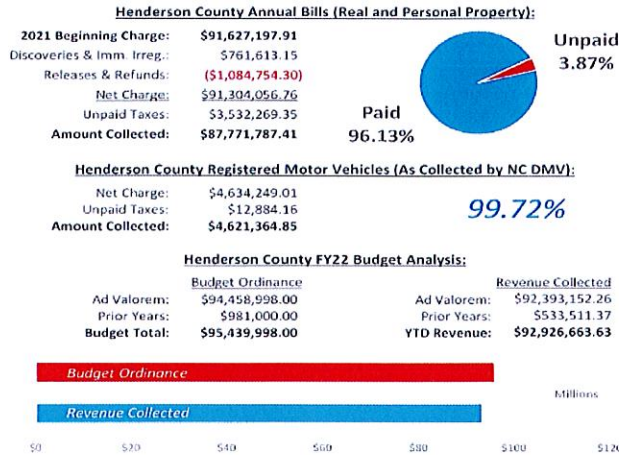 Henderson County Annual Bills (Real and Personal Property):
2021 Beginning Charge: $91,627,197.91
Discoveries & Imm. Irreg.: $761,613.15
Releases & Refunds: ($1,084,754.30)
Net Charge: $91,304,056.76
Unpaid Taxes: $3,532,269.35
Amount Collected: $87,771,787.41
Unpaid
3.87%
Paid
96.13%
Henderson County Registered Motor Vehicles (As Collected by NC DMV):
Net Charge: $4,634,249.01
Unpaid Taxes: $12,884.16
Amount Collected: $4,621,364.85
99.72%
Henderson County FY22 Budget Analysis:
Budget Ordinance Revenue Collected
Ad Valorem: $94,458,998.00 Ad Valorem: $92,393,152.26
Prior Years: $981,000.00 Prior Years: $533,511.37
Budget Total: $95,439,998.00 YTD Revenue: $92,926,663.63
Budget Ordinance
Millions
Revenue Collected
$0 $20 $40 $60 $80 $100 $120